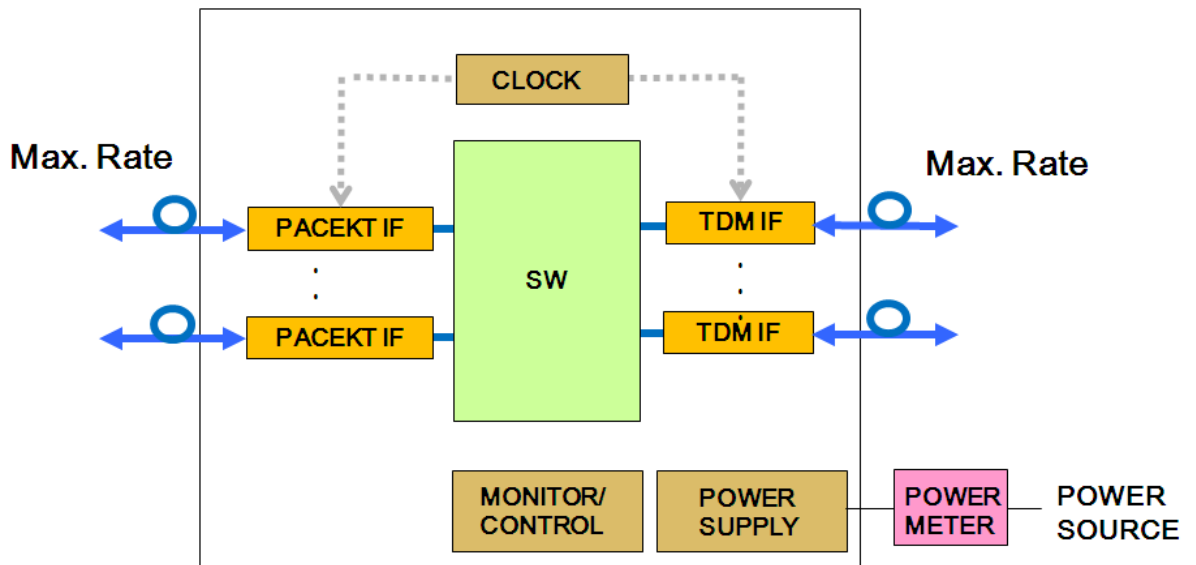 CLOCK
Max. Rate
Max. Rate
PACEKT IF
TDM IF
SW
PACEKT IF
TDM IF
MONITOR/
CONTROL
POWER
SUPPLY
POWER
METER
POWER
SOURCE